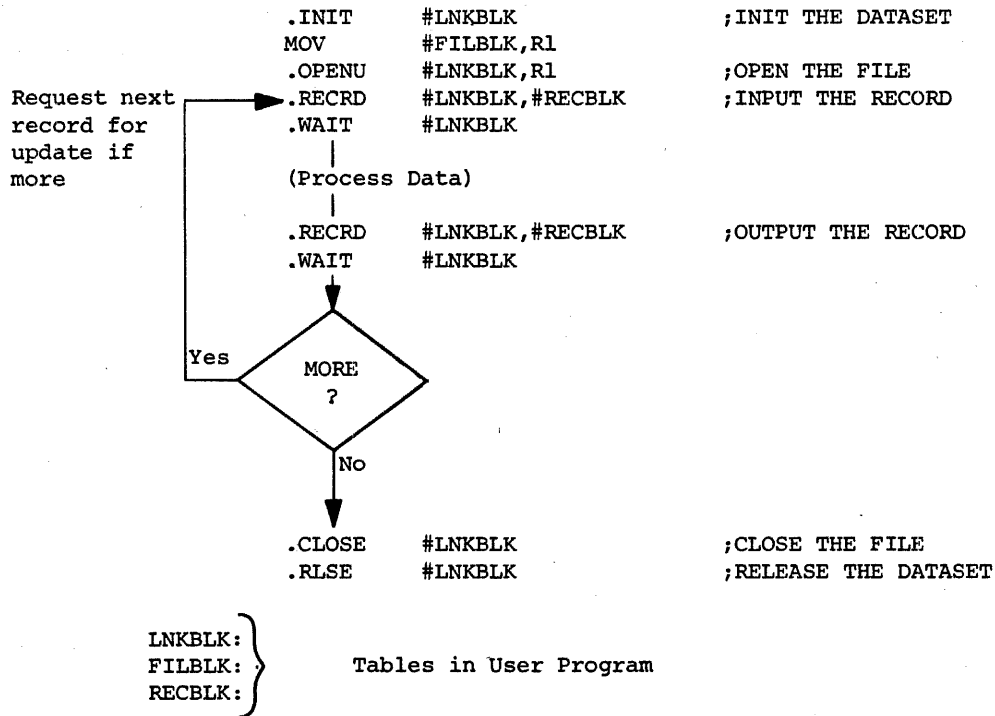 .INIT #LNKBLK ;INIT THE DATASET
MOV #FILBLK,R1
.OPENU #LNKBLK,R1 ;OPEN THE FILE
Request next .RECRD #LNKBLK,#RECBLK ;INPUT THE RECORD
record for .WAIT #LNKBLK
update if
more (Process Data)
.RECRD #LNKBLK,#RECBLK ;OUTPUT THE RECORD
.WAIT #LNKBLK
Yes
MORE
?
No
.CLOSE #LNKBLK ;CLOSE THE FILE
.RLSE #LNKBLK ;RELEASE THE DATASET
LNKBLK:
FILBLK: Tables in User Program
RECBLK: